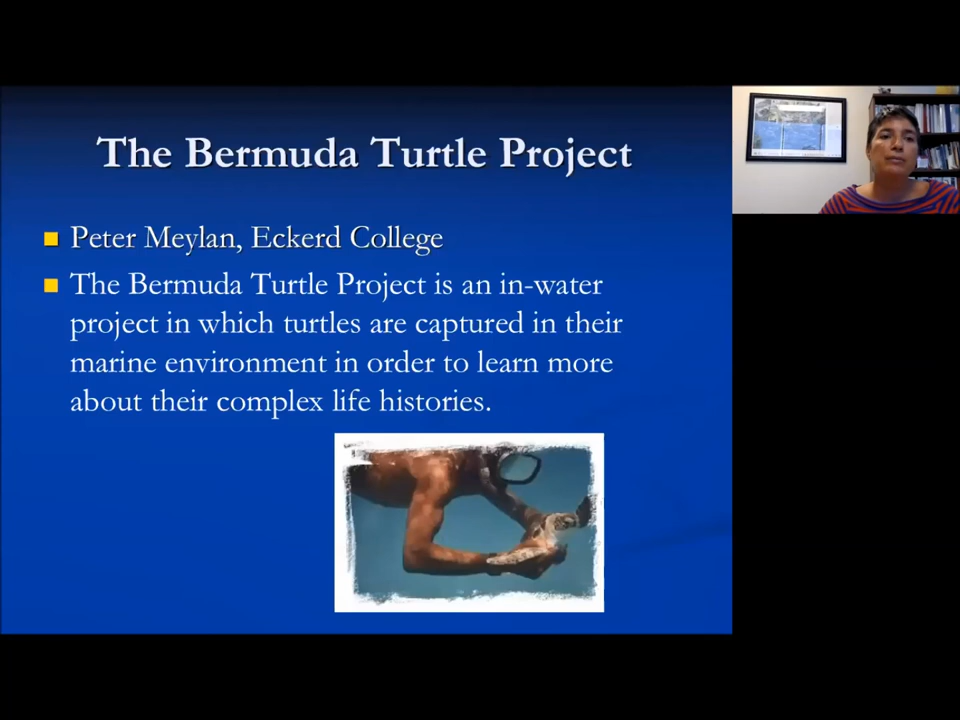 The Bermuda Turtle Project
Peter Meylan, Eckerd College
The Bermuda Turtle Project is an in-water
project in which turtles are captured in their
marine environment in order to learn more
about their complex life histories.